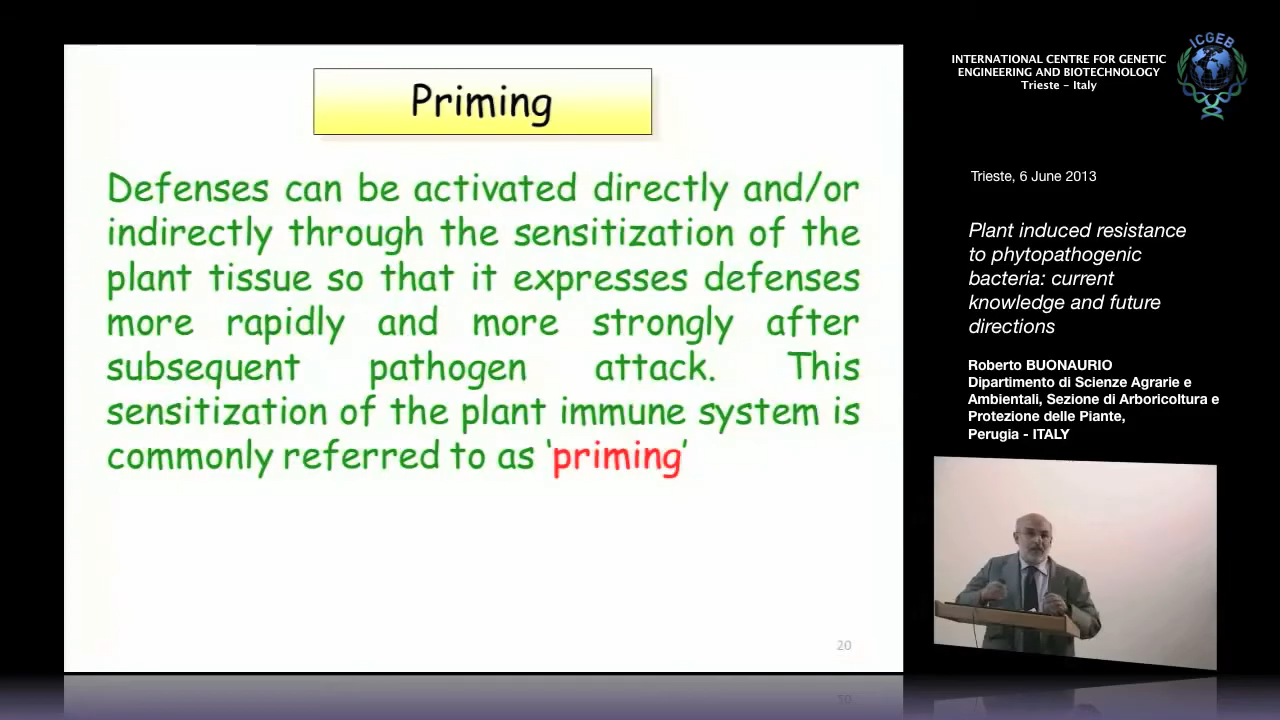 Priming
Defenses can be activated directly and/or
indirectly through the sensitization of the
plant tissue so that it expresses defenses
more rapidly and more strongly after
subsequent pathogen attack. This
sensitization of the plant immune system is
commonly referred to as ‘priming’
20
INTERNATIONAL CENTRE FOR GENETIC
ENGINEERING AND BIOTECHNOLOGY
Trieste - Italy
ICGEB
Trieste, 6 June 2013
Plant induced resistance
to phytopathogenic
bacteria: current
knowledge and future
directions
Roberto BUONAURIO
Dipartimento di Scienze Agrarie e
Ambientali, Sezione di Arboricoltura e
Protezione delle Piante,
Perugia - ITALY